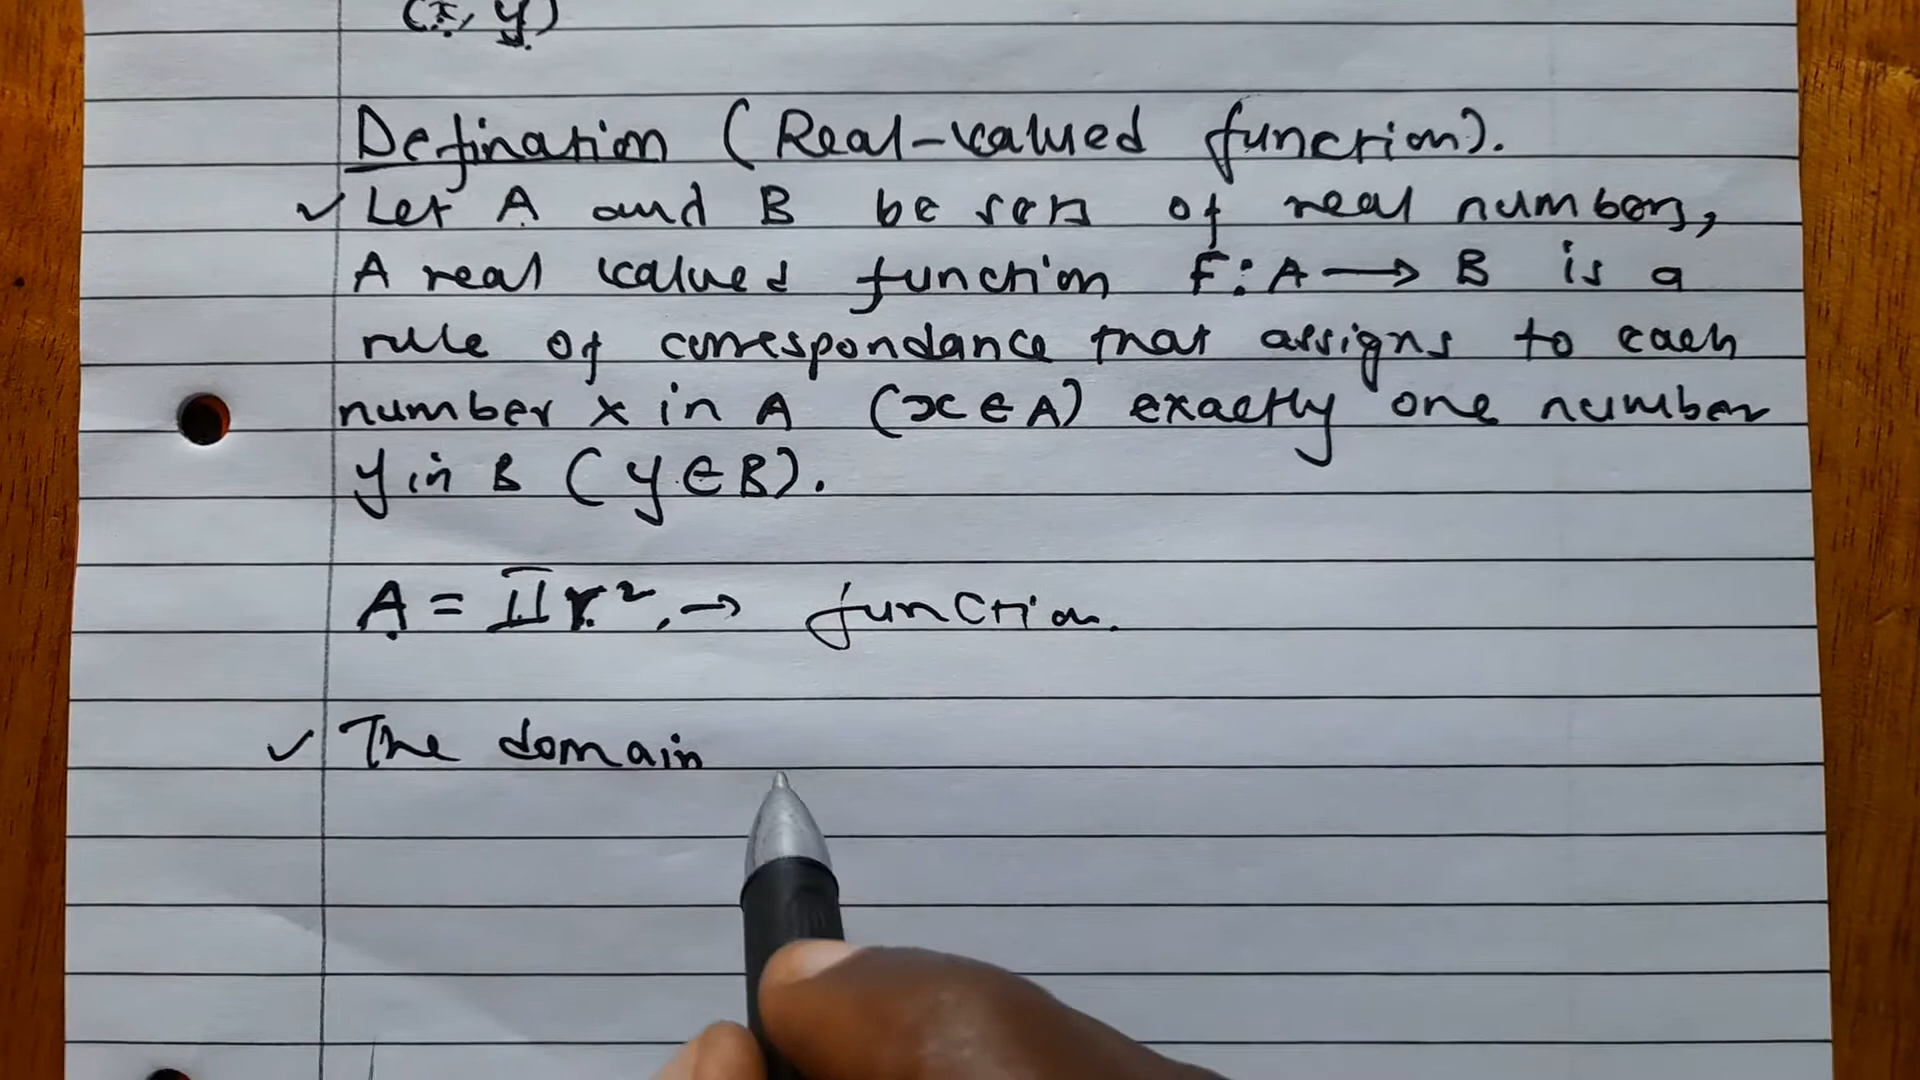 (x, y)
Defination (Real-valued function).
✓ Let A and B be sets of real numbers,
A real valued function f: A → B is a
rule of correspondance that assigns to each
number x in A (x ∈ A) exactly one number
y in B (y ∈ B).
A = πr², → function.
✓ The domain